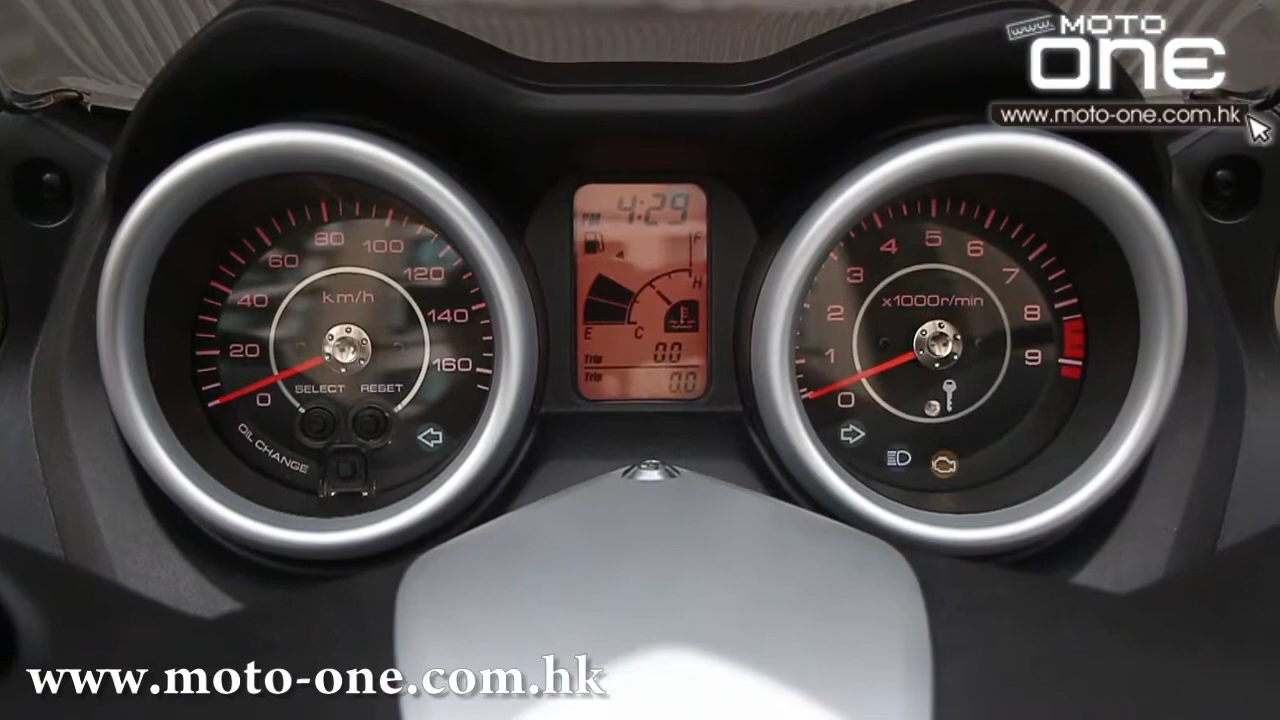 www MOTO
ONE
www.moto-one.com.hk
PM 4:29
F
H
E C
Trip 0.0
Trip 0.0
0 20 40 60 80 100 120 140 160
km/h
SELECT RESET
OIL CHANGE
0 1 2 3 4 5 6 7 8 9
x1000r/min
www.moto-one.com.hk